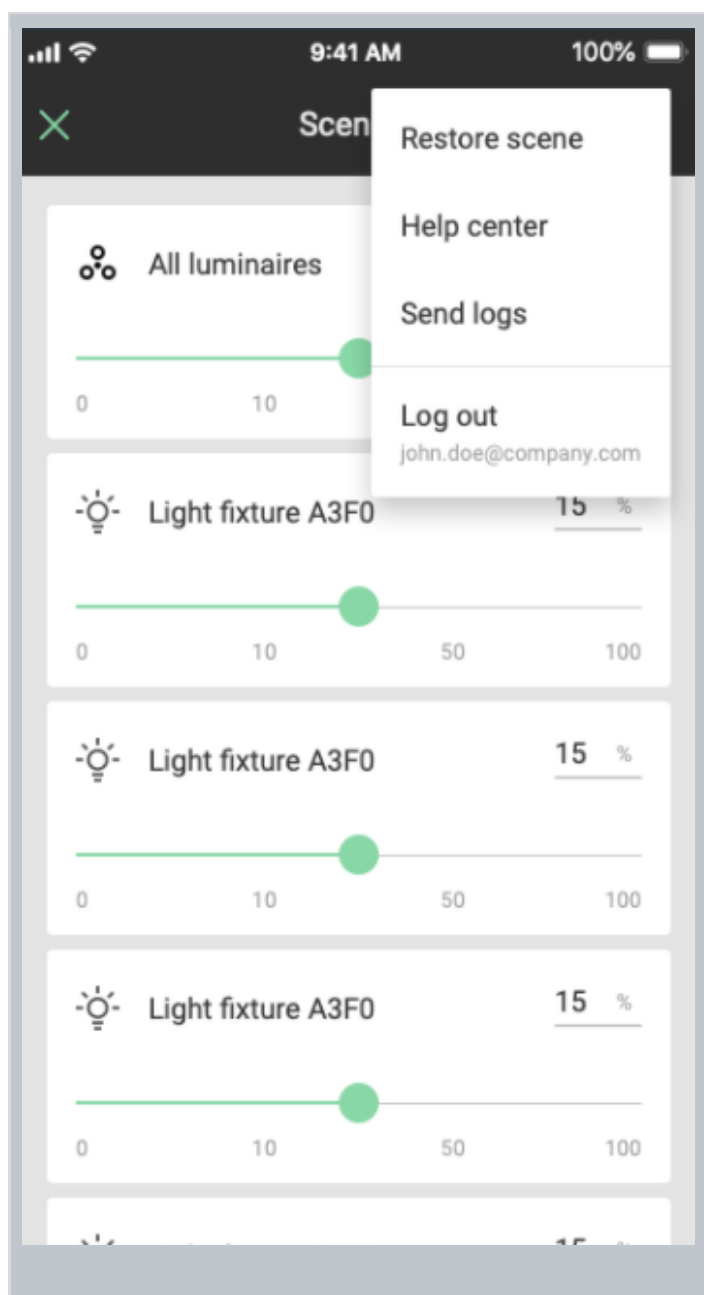 9:41 AM
100%
Scen
Restore scene
Help center
Send logs
Log out
john.doe@company.com
All luminaires
0 10
Light fixture A3F0 15 %
0 10 50 100
Light fixture A3F0 15 %
0 10 50 100
Light fixture A3F0 15 %
0 10 50 100
15 %